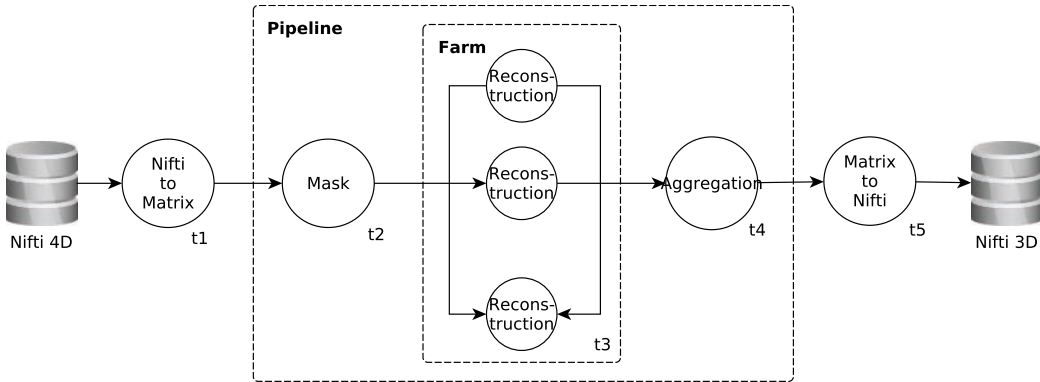 Pipeline
Farm
Recons-
truction
Nifti
to
Matrix
Mask
Recons-
truction
Aggregation
Matrix
to
Nifti
Nifti 4D
t1
t2
t4
t5
Nifti 3D
Recons-
truction
t3